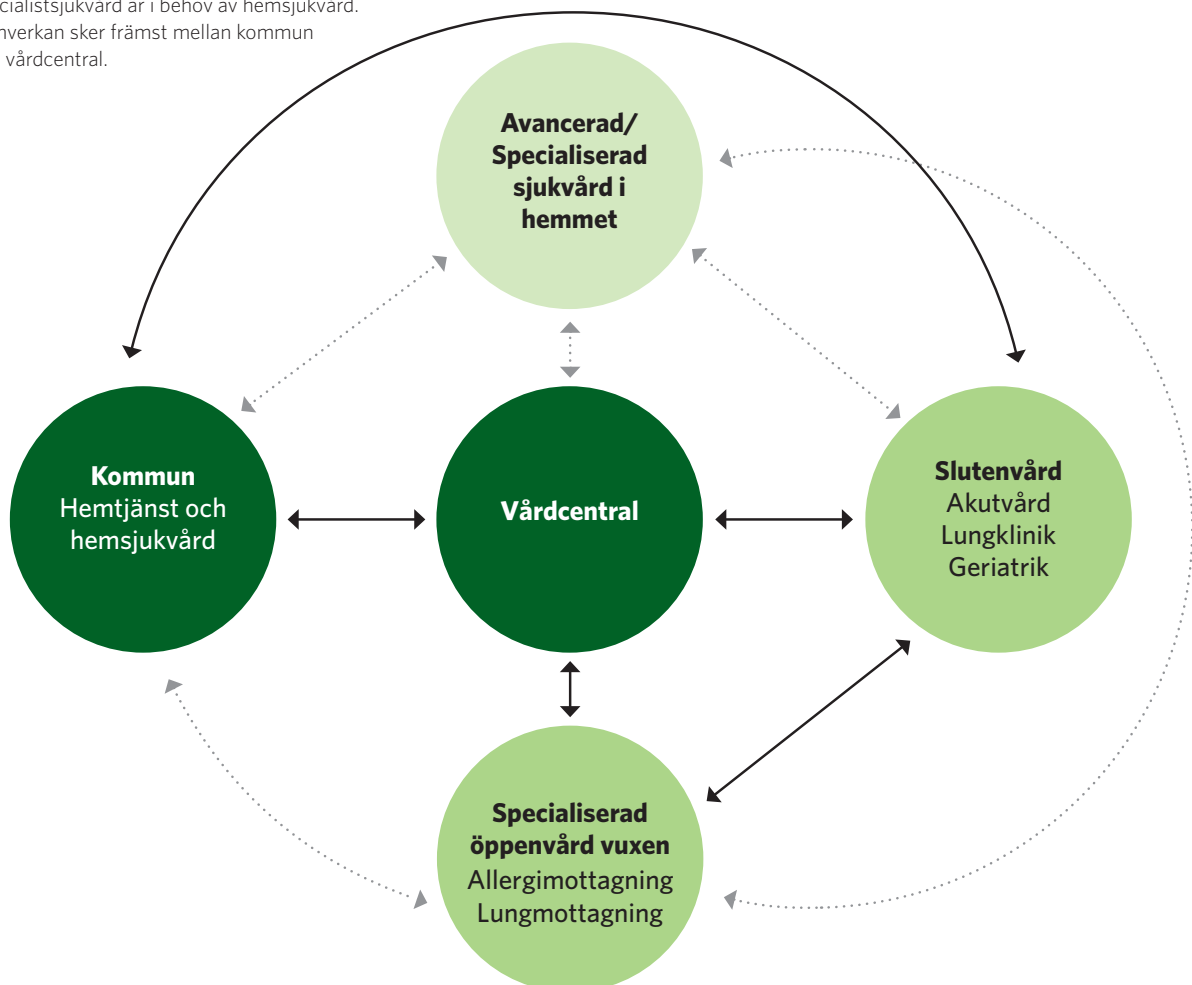 cialistsjukvård är i behov av hemsjukvård.
nverkan sker främst mellan kommun
vårdcentral.
Avancerad/
Specialiserad
sjukvård i
hemmet
Kommun
Hemtjänst och
hemsjukvård
Vårdcentral
Slutenvård
Akutvård
Lungklinik
Geriatrik
Specialiserad
öppenvård vuxen
Allergimottagning
Lungmottagning